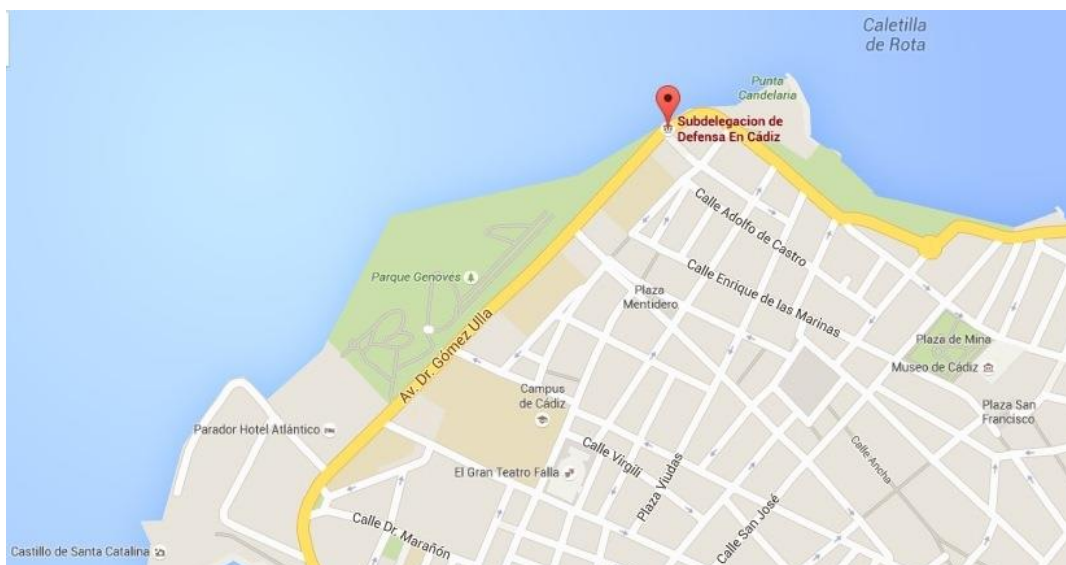 Caletilla
de Rota
Punta
Candelaria
Subdelegacion de
Defensa En Cádiz
Calle Adolfo de Castro
Parque Genovés
Plaza
Mentidero
Calle Enrique de las Marinas
Av. Dr. Gómez Ulla
Plaza de Mina
Museo de Cádiz
Campus
de Cádiz
Plaza San
Francisco
Parador Hotel Atlántico
Calle Virgili
Calle Ancha
El Gran Teatro Falla
Plaza Viudas
Calle San José
Calle Dr. Marañón
Castillo de Santa Catalina